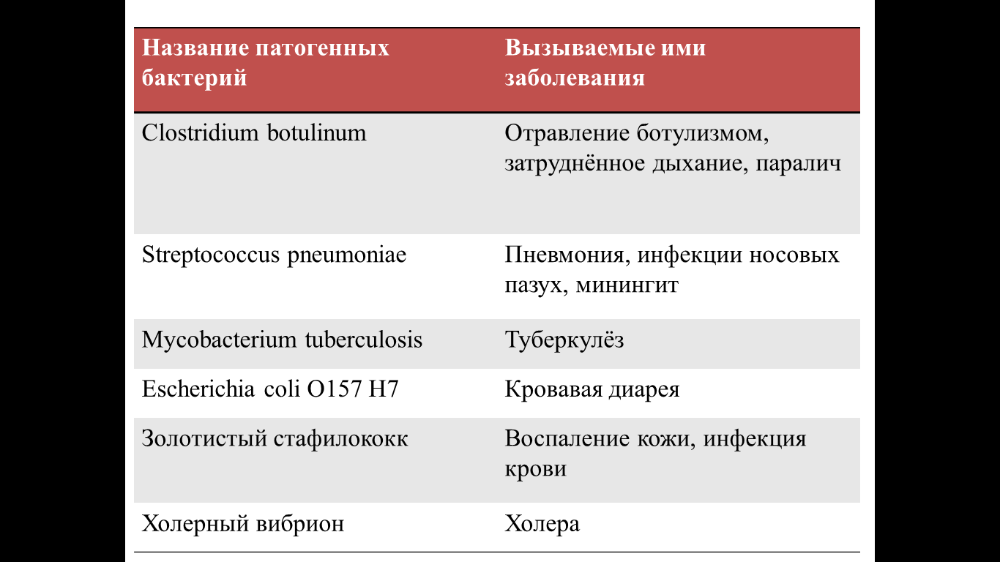 Название патогенных
бактерий
Вызываемые ими
заболевания
Clostridium botulinum
Отравление ботулизмом,
затруднённое дыхание, паралич
Streptococcus pneumoniae
Пневмония, инфекции носовых
пазух, минингит
Mycobacterium tuberculosis
Туберкулёз
Escherichia coli O157 H7
Кровавая диарея
Золотистый стафилококк
Воспаление кожи, инфекция
крови
Холерный вибрион
Холера